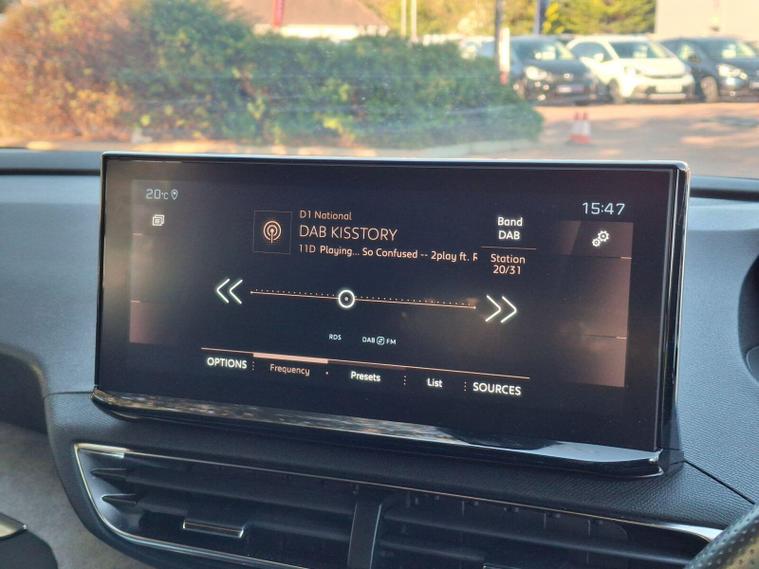 20°C
15:47
D1 National
DAB KISSTORY
11D Playing... So Confused -- 2play ft. R
Band
DAB
Station
20/31
RDS
DAB FM
OPTIONS
Frequency
Presets
List
SOURCES